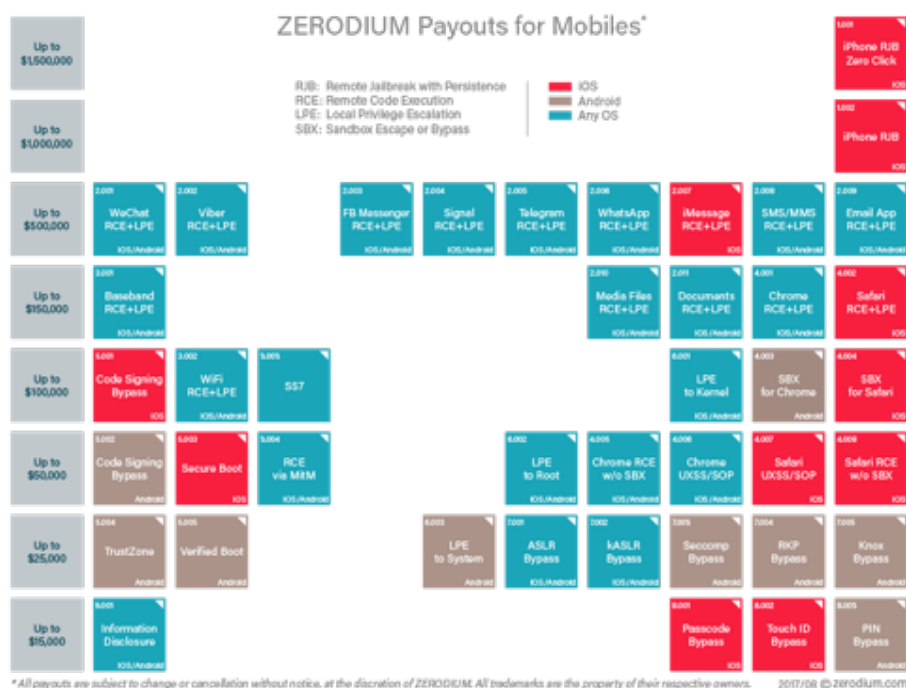 ZERODIUM Payouts for Mobiles*
RJB: Remote Jailbreak with Persistence
RCE: Remote Code Execution
LPE: Local Privilege Escalation
SBX: Sandbox Escape or Bypass
iOS
Android
Any OS
Up to
$1,500,000
1.001
iPhone RJB
Zero Click
iOS
Up to
$1,000,000
1.002
iPhone RJB
iOS
Up to
$500,000
2.001
WeChat
RCE+LPE
iOS/Android
2.002
Viber
RCE+LPE
iOS/Android
2.003
FB Messenger
RCE+LPE
iOS/Android
2.004
Signal
RCE+LPE
iOS/Android
2.005
Telegram
RCE+LPE
iOS/Android
2.006
WhatsApp
RCE+LPE
iOS/Android
2.007
iMessage
RCE+LPE
iOS
2.008
SMS/MMS
RCE+LPE
iOS/Android
2.009
Email App
RCE+LPE
iOS/Android
Up to
$150,000
3.001
Baseband
RCE+LPE
iOS/Android
2.010
Media Files
RCE+LPE
iOS/Android
2.011
Documents
RCE+LPE
iOS/Android
4.001
Chrome
RCE+LPE
iOS/Android
4.002
Safari
RCE+LPE
iOS
Up to
$100,000
5.001
Code Signing
Bypass
iOS
3.002
WiFi
RCE+LPE
iOS/Android
SS7
6.001
LPE
to Kernel
iOS/Android
4.003
SBX
for Chrome
Android
4.004
SBX
for Safari
iOS
Up to
$50,000
5.002
Code Signing
Bypass
Android
5.003
Secure Boot
iOS
RCE
via MitM
iOS/Android
6.002
LPE
to Root
iOS/Android
4.005
Chrome RCE
w/o SBX
iOS/Android
4.006
Chrome
UXSS/SOP
iOS/Android
4.007
Safari
UXSS/SOP
iOS
4.008
Safari RCE
w/o SBX
iOS
Up to
$25,000
5.004
TrustZone
Android
5.005
Verified Boot
Android
6.003
LPE
to System
Android
7.001
ASLR
Bypass
iOS/Android
7.002
kASLR
Bypass
iOS/Android
7.003
Seccomp
Bypass
Android
7.004
RKP
Bypass
Android
7.005
Knox
Bypass
Android
Up to
$15,000
Information
Disclosure
iOS/Android
8.001
Passcode
Bypass
iOS
8.002
Touch ID
Bypass
iOS
8.003
PIN
Bypass
Android
* All payouts are subject to change or cancellation without notice, at the discretion of ZERODIUM. All trademarks are the property of their respective owners.
2017/08 © zerodium.com